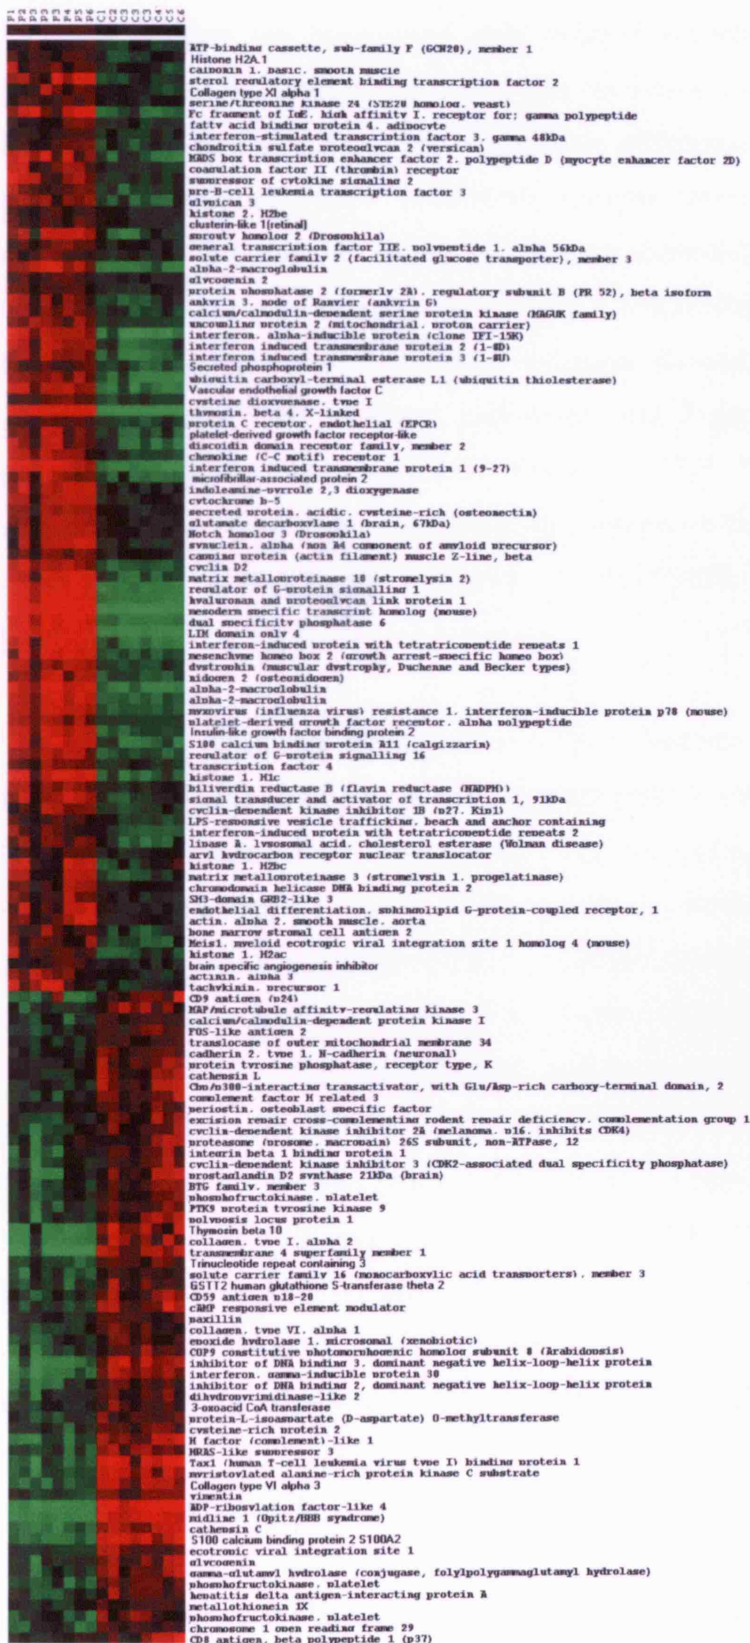 P1 P2 P3 P3 P3 P4 P5 P6 C1 C2 C3 C3 C3 C4 C5 C6
ATP-binding cassette, sub-family F (GCN20), member 1
Histone H2A.1
calponin 1. basic. smooth muscle
sterol regulatory element binding transcription factor 2
Collagen type XI alpha 1
serine/threonine kinase 24 (STE20 homolog. yeast)
Fc fragment of IgE. high affinity I. receptor for; gamma polypeptide
fatty acid binding protein 4. adipocyte
interferon-stimulated transcription factor 3. gamma 48kDa
chondroitin sulfate proteoglycan 2 (versican)
MADS box transcription enhancer factor 2. polypeptide D (myocyte enhancer factor 2D)
coagulation factor II (thrombin) receptor
suppressor of cytokine signaling 2
pre-B-cell leukemia transcription factor 3
glypican 3
histone 2. H2be
clusterin-like 1(retinal)
sprouty homolog 2 (Drosophila)
general transcription factor IIE. polypeptide 1. alpha 56kDa
solute carrier family 2 (facilitated glucose transporter), member 3
alpha-2-macroglobulin
glycogenin 2
protein phosphatase 2 (formerly 2A). regulatory subunit B (PR 52), beta isoform
ankyrin 3. node of Ranvier (ankyrin G)
calcium/calmodulin-dependent serine protein kinase (MAGUK family)
uncoupling protein 2 (mitochondrial. proton carrier)
interferon. alpha-inducible protein (clone IFI-15K)
interferon induced transmembrane protein 2 (1-8D)
interferon induced transmembrane protein 3 (1-8U)
Secreted phosphoprotein 1
ubiquitin carboxyl-terminal esterase L1 (ubiquitin thiolesterase)
Vascular endothelial growth factor C
cysteine dioxygenase. type I
thymosin. beta 4. X-linked
protein C receptor. endothelial (EPCR)
platelet-derived growth factor receptor-like
discoidin domain receptor family, member 2
chemokine (C-C motif) receptor 1
interferon induced transmembrane protein 1 (9-27)
microfibrillar-associated protein 2
indoleamine-pyrrole 2,3 dioxygenase
cytochrome b-5
secreted protein. acidic. cysteine-rich (osteonectin)
glutamate decarboxylase 1 (brain, 67kDa)
Notch homolog 3 (Drosophila)
synuclein. alpha (non A4 component of amyloid precursor)
capping protein (actin filament) muscle Z-line, beta
cyclin D2
matrix metalloproteinase 10 (stromelysin 2)
regulator of G-protein signalling 1
hyaluronan and proteoglycan link protein 1
mesoderm specific transcript homolog (mouse)
dual specificity phosphatase 6
LIM domain only 4
interferon-induced protein with tetratricopeptide repeats 1
mesenchyme homeo box 2 (growth arrest-specific homeo box)
dystrophin (muscular dystrophy, Duchenne and Becker types)
nidogen 2 (osteonidogen)
alpha-2-macroglobulin
alpha-2-macroglobulin
myxovirus (influenza virus) resistance 1. interferon-inducible protein p78 (mouse)
platelet-derived growth factor receptor. alpha polypeptide
Insulin-like growth factor binding protein 2
S100 calcium binding protein A11 (calgizzarin)
regulator of G-protein signalling 16
transcription factor 4
histone 1. H1c
biliverdin reductase B (flavin reductase (NADPH))
signal transducer and activator of transcription 1, 91kDa
cyclin-dependent kinase inhibitor 1B (p27. Kip1)
LPS-responsive vesicle trafficking. beach and anchor containing
interferon-induced protein with tetratricopeptide repeats 2
lipase A. lysosomal acid. cholesterol esterase (Wolman disease)
aryl hydrocarbon receptor nuclear translocator
histone 1. H2bc
matrix metalloproteinase 3 (stromelysin 1. progelatinase)
chromodomain helicase DNA binding protein 2
SH3-domain GRB2-like 3
endothelial differentiation. sphingolipid G-protein-coupled receptor, 1
actin. alpha 2. smooth muscle. aorta
bone marrow stromal cell antigen 2
Meis1. myeloid ecotropic viral integration site 1 homolog 4 (mouse)
histone 1. H2ac
brain specific angiogenesis inhibitor
actinin. alpha 3
tachykinin. precursor 1
CD9 antigen (p24)
MAP/microtubule affinity-regulating kinase 3
calcium/calmodulin-dependent protein kinase I
FOS-like antigen 2
translocase of outer mitochondrial membrane 34
cadherin 2. type 1. N-cadherin (neuronal)
protein tyrosine phosphatase, receptor type, K
cathepsin L
Cbp/p300-interacting transactivator, with Glu/Asp-rich carboxy-terminal domain, 2
complement factor H related 3
periostin. osteoblast specific factor
excision repair cross-complementing rodent repair deficiency. complementation group 1
cyclin-dependent kinase inhibitor 2A (melanoma. p16. inhibits CDK4)
proteasome (prosome. macropain) 26S subunit, non-ATPase, 12
integrin beta 1 binding protein 1
cyclin-dependent kinase inhibitor 3 (CDK2-associated dual specificity phosphatase)
prostaglandin D2 synthase 21kDa (brain)
BTG family. member 3
phosphofructokinase. platelet
PTK9 protein tyrosine kinase 9
polyposis locus protein 1
Thymosin beta 10
collagen. type I. alpha 2
transmembrane 4 superfamily member 1
Trinucleotide repeat containing 3
solute carrier family 16 (monocarboxylic acid transporters). member 3
GSTT2 human glutathione S-transferase theta 2
CD59 antigen p18-20
cAMP responsive element modulator
paxillin
collagen. type VI. alpha 1
epoxide hydrolase 1. microsomal (xenobiotic)
COP9 constitutive photomorphogenic homolog subunit 8 (Arabidopsis)
inhibitor of DNA binding 3. dominant negative helix-loop-helix protein
interferon. gamma-inducible protein 30
inhibitor of DNA binding 2, dominant negative helix-loop-helix protein
dihydropyrimidinase-like 2
3-oxoacid CoA transferase
protein-L-isoaspartate (D-aspartate) O-methyltransferase
cysteine-rich protein 2
H factor (complement)-like 1
HRAS-like suppressor 3
Tax1 (human T-cell leukemia virus type I) binding protein 1
myristoylated alanine-rich protein kinase C substrate
Collagen type VI alpha 3
vimentin
ADP-ribosylation factor-like 4
midline 1 (Opitz/BBB syndrome)
cathepsin C
S100 calcium binding protein 2 S100A2
ecotropic viral integration site 1
glycogenin
gamma-glutamyl hydrolase (conjugase, folylpolygammaglutamyl hydrolase)
phosphofructokinase. platelet
hepatitis delta antigen-interacting protein A
metallothionein 1X
phosphofructokinase. platelet
chromosome 1 open reading frame 29
CD8 antigen. beta polypeptide 1 (p37)